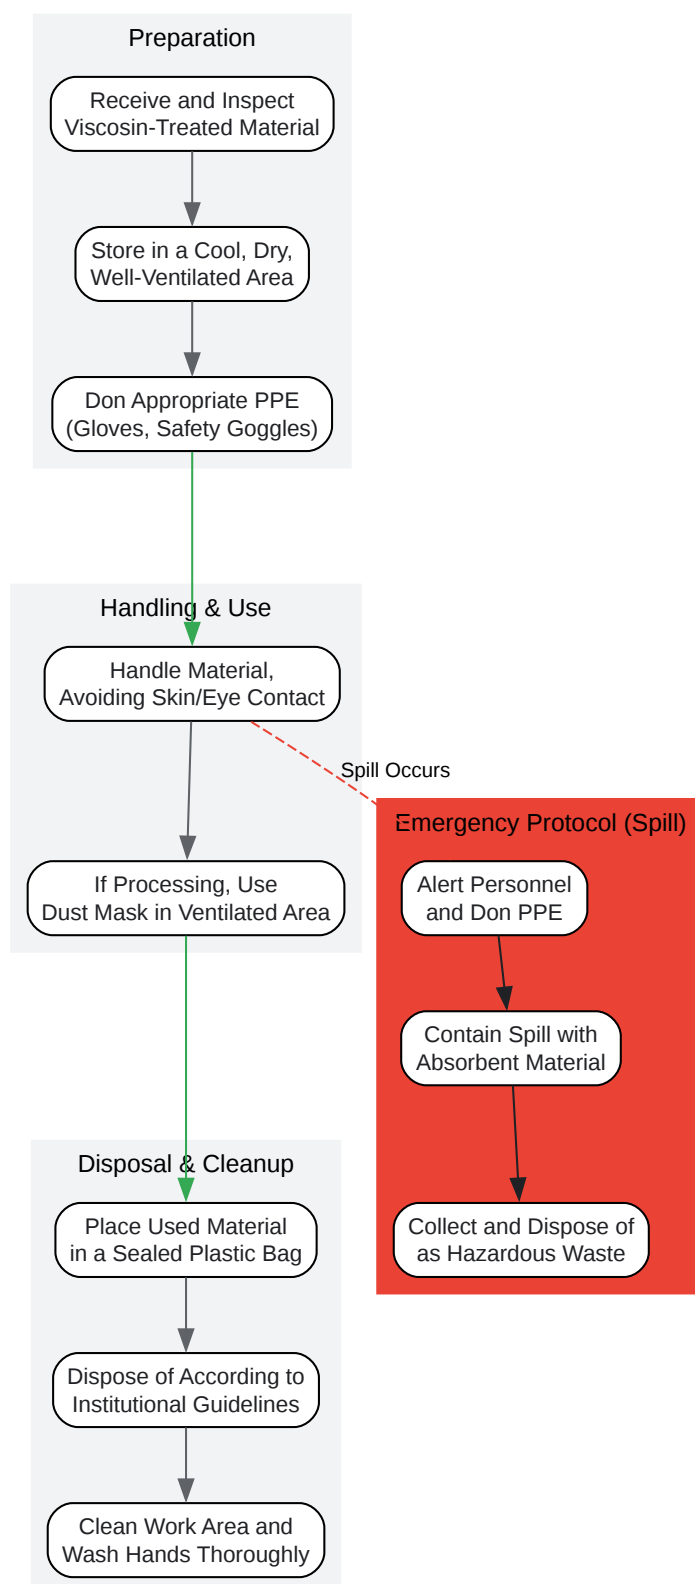 Preparation
Receive and Inspect
Viscosin-Treated Material
Store in a Cool, Dry,
Well-Ventilated Area
Don Appropriate PPE
(Gloves, Safety Goggles)
Handling & Use
Handle Material,
Avoiding Skin/Eye Contact
Spill Occurs
If Processing, Use
Dust Mask in Ventilated Area
Emergency Protocol (Spill)
Alert Personnel
and Don PPE
Contain Spill with
Absorbent Material
Collect and Dispose of
as Hazardous Waste
Disposal & Cleanup
Place Used Material
in a Sealed Plastic Bag
Dispose of According to
Institutional Guidelines
Clean Work Area and
Wash Hands Thoroughly